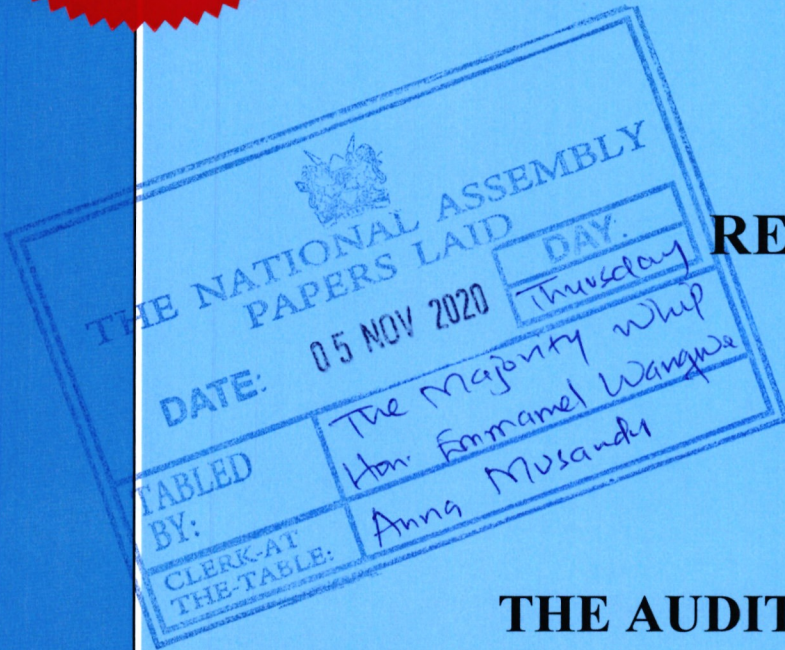 THE NATIONAL ASSEMBLY
PAPERS LAID
DATE: 05 NOV 2020
DAY.
Thursday
TABLED
BY:
The Majority Whip
Hon. Emmanuel Wangwe
CLERK-AT
THE-TABLE:
Anna Musandu
RE
THE AUDIT